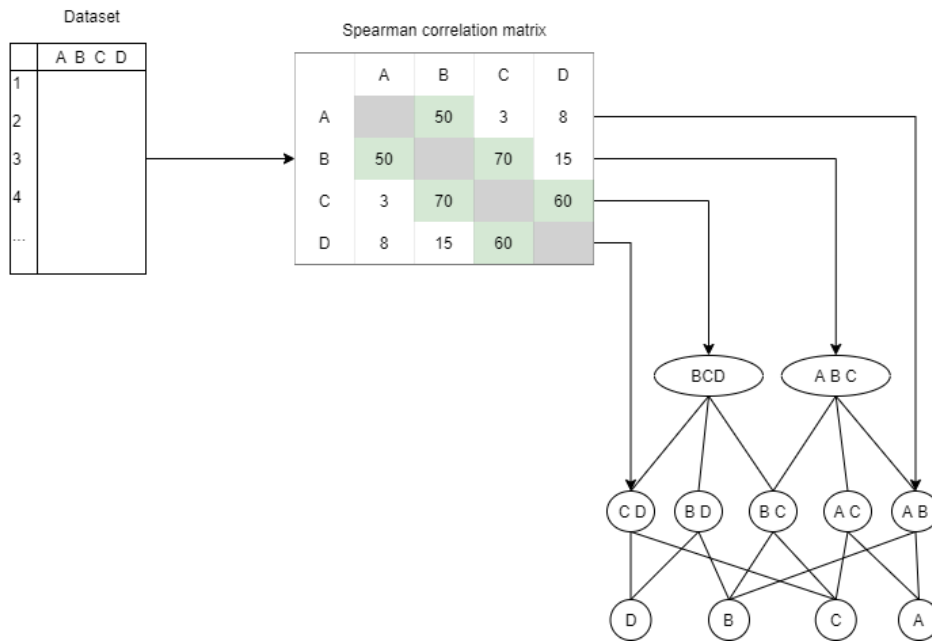 Dataset
A B C D
1
2
3
4
...
Spearman correlation matrix
A B C D
A 50 3 8
B 50 70 15
C 3 70 60
D 8 15 60
BCD A B C
C D B D B C A C A B
D B C A